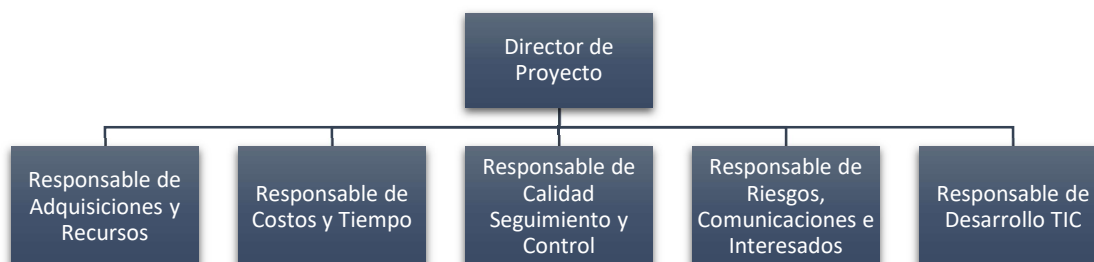 Director de
Proyecto
Responsable de
Adquisiciones y
Recursos
Responsable de
Costos y Tiempo
Responsable de
Calidad
Seguimiento y
Control
Responsable de
Riesgos,
Comunicaciones e
Interesados
Responsable de
Desarrollo TIC